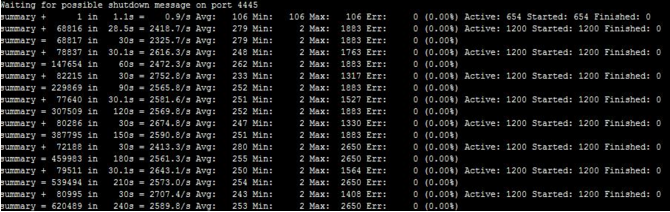 Waiting for possible shutdown message on port 4445
summary + 1 in 1.1s = 0.9/s Avg: 106 Min: 106 Max: 106 Err: 0 (0.00%) Active: 654 Started: 654 Finished: 0
summary + 68816 in 28.5s = 2418.7/s Avg: 279 Min: 2 Max: 1883 Err: 0 (0.00%) Active: 1200 Started: 1200 Finished: 0
summary = 68817 in 30s = 2325.7/s Avg: 279 Min: 2 Max: 1883 Err: 0 (0.00%)
summary + 78837 in 30.1s = 2616.3/s Avg: 248 Min: 2 Max: 1763 Err: 0 (0.00%) Active: 1200 Started: 1200 Finished: 0
summary = 147654 in 60s = 2472.3/s Avg: 262 Min: 2 Max: 1883 Err: 0 (0.00%)
summary + 82215 in 30s = 2752.8/s Avg: 233 Min: 2 Max: 1317 Err: 0 (0.00%) Active: 1200 Started: 1200 Finished: 0
summary = 229869 in 90s = 2565.8/s Avg: 252 Min: 2 Max: 1883 Err: 0 (0.00%)
summary + 77640 in 30.1s = 2581.6/s Avg: 251 Min: 2 Max: 1527 Err: 0 (0.00%) Active: 1200 Started: 1200 Finished: 0
summary = 307509 in 120s = 2569.8/s Avg: 252 Min: 2 Max: 1883 Err: 0 (0.00%)
summary + 80286 in 30s = 2674.8/s Avg: 247 Min: 2 Max: 1330 Err: 0 (0.00%) Active: 1200 Started: 1200 Finished: 0
summary = 387795 in 150s = 2590.8/s Avg: 251 Min: 2 Max: 1883 Err: 0 (0.00%)
summary + 72188 in 30s = 2413.3/s Avg: 280 Min: 2 Max: 2650 Err: 0 (0.00%) Active: 1200 Started: 1200 Finished: 0
summary = 459983 in 180s = 2561.3/s Avg: 255 Min: 2 Max: 2650 Err: 0 (0.00%)
summary + 79511 in 30.1s = 2643.1/s Avg: 250 Min: 2 Max: 1564 Err: 0 (0.00%) Active: 1200 Started: 1200 Finished: 0
summary = 539494 in 210s = 2573.0/s Avg: 254 Min: 2 Max: 2650 Err: 0 (0.00%)
summary + 80995 in 30s = 2707.4/s Avg: 243 Min: 2 Max: 1408 Err: 0 (0.00%) Active: 1200 Started: 1200 Finished: 0
summary = 620489 in 240s = 2589.8/s Avg: 253 Min: 2 Max: 2650 Err: 0 (0.00%)